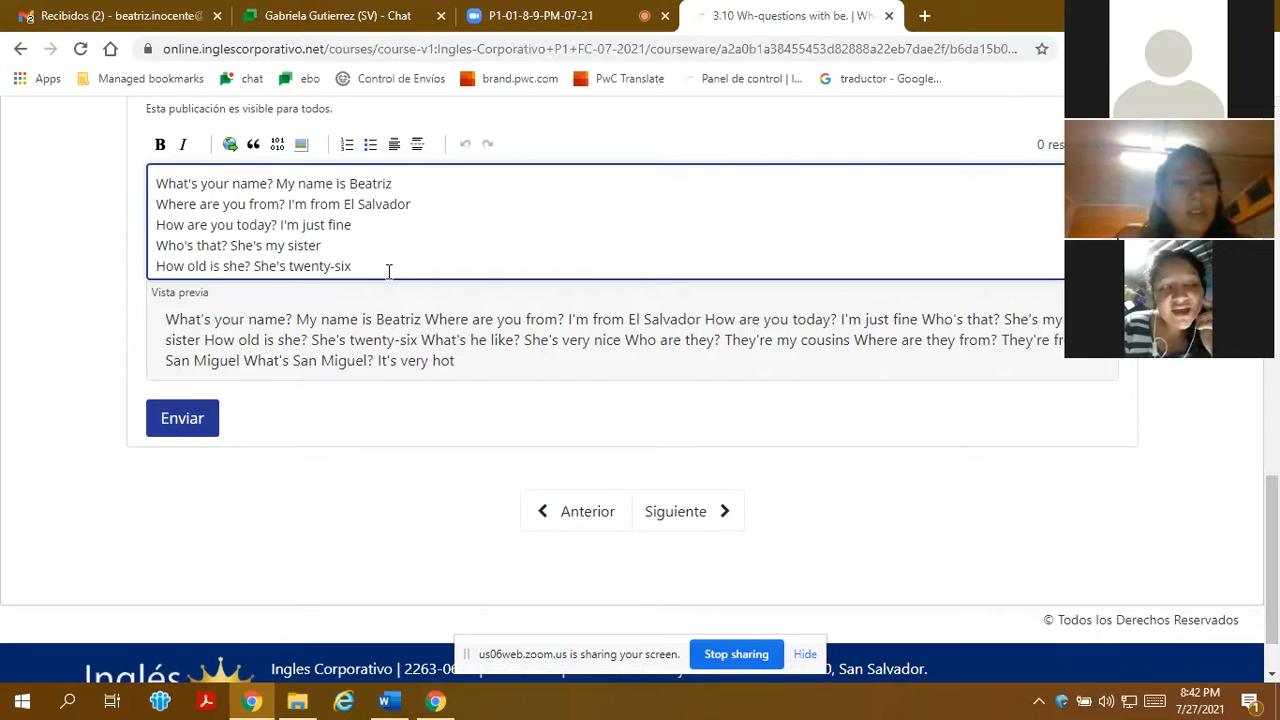 Recibidos (2) - beatriz.inocente@
Gabriela Gutierrez (SV) - Chat
P1-01-8-9-PM-07-21
3.10 Wh-questions with be. | Wh-
online.inglescorporativo.net/courses/course-v1:Ingles-Corporativo+P1+FC-07-2021/courseware/a2ab1a38455453d82888a22eb7dae2f/b6da15b0...
Apps
Managed bookmarks
chat
ebo
Control de Envíos
brand.pwc.com
PwC Translate
Panel de control | I...
traductor - Google...
Esta publicación es visible para todos.
B I
0 res
What's your name? My name is Beatriz
Where are you from? I'm from El Salvador
How are you today? I'm just fine
Who's that? She's my sister
How old is she? She's twenty-six
Vista previa
What's your name? My name is Beatriz Where are you from? I'm from El Salvador How are you today? I'm just fine Who's that? She's my
sister How old is she? She's twenty-six What's he like? She's very nice Who are they? They're my cousins Where are they from? They're fr
San Miguel What's San Miguel? It's very hot
Enviar
Anterior
Siguiente
© Todos los Derechos Reservados
us06web.zoom.us is sharing your screen.
Stop sharing
Hide
Inglés
Ingles Corporativo | 2263-06
0, San Salvador.
8:42 PM
7/27/2021